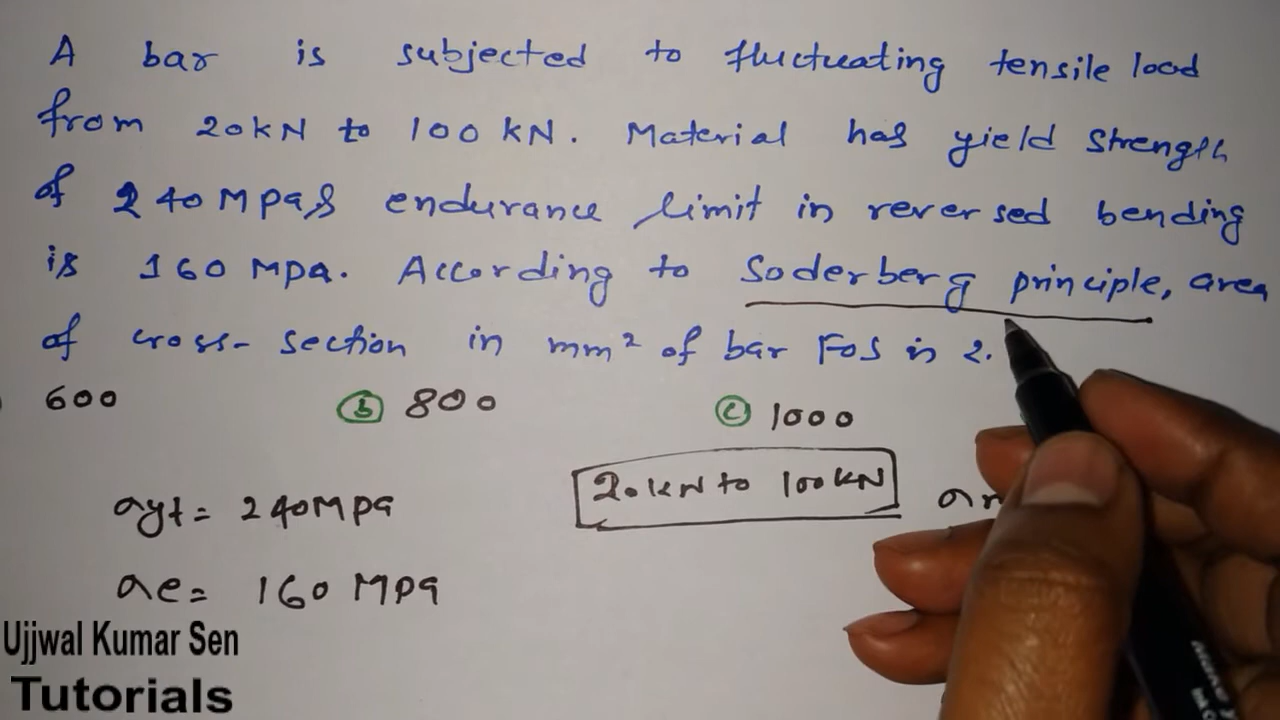 A bar is subjected to fluctuating tensile load
from 20kN to 100 kN. Material has yield strength
of 240 MPa & endurance limit in reversed bending
is 160 MPa. According to Soderberg principle, area
of cross-section in mm² of bar FoS is 2.
600 (b) 800 (c) 1000
σyt = 240MPa 20kN to 100kN
σe = 160 MPa
Ujjwal Kumar Sen
Tutorials